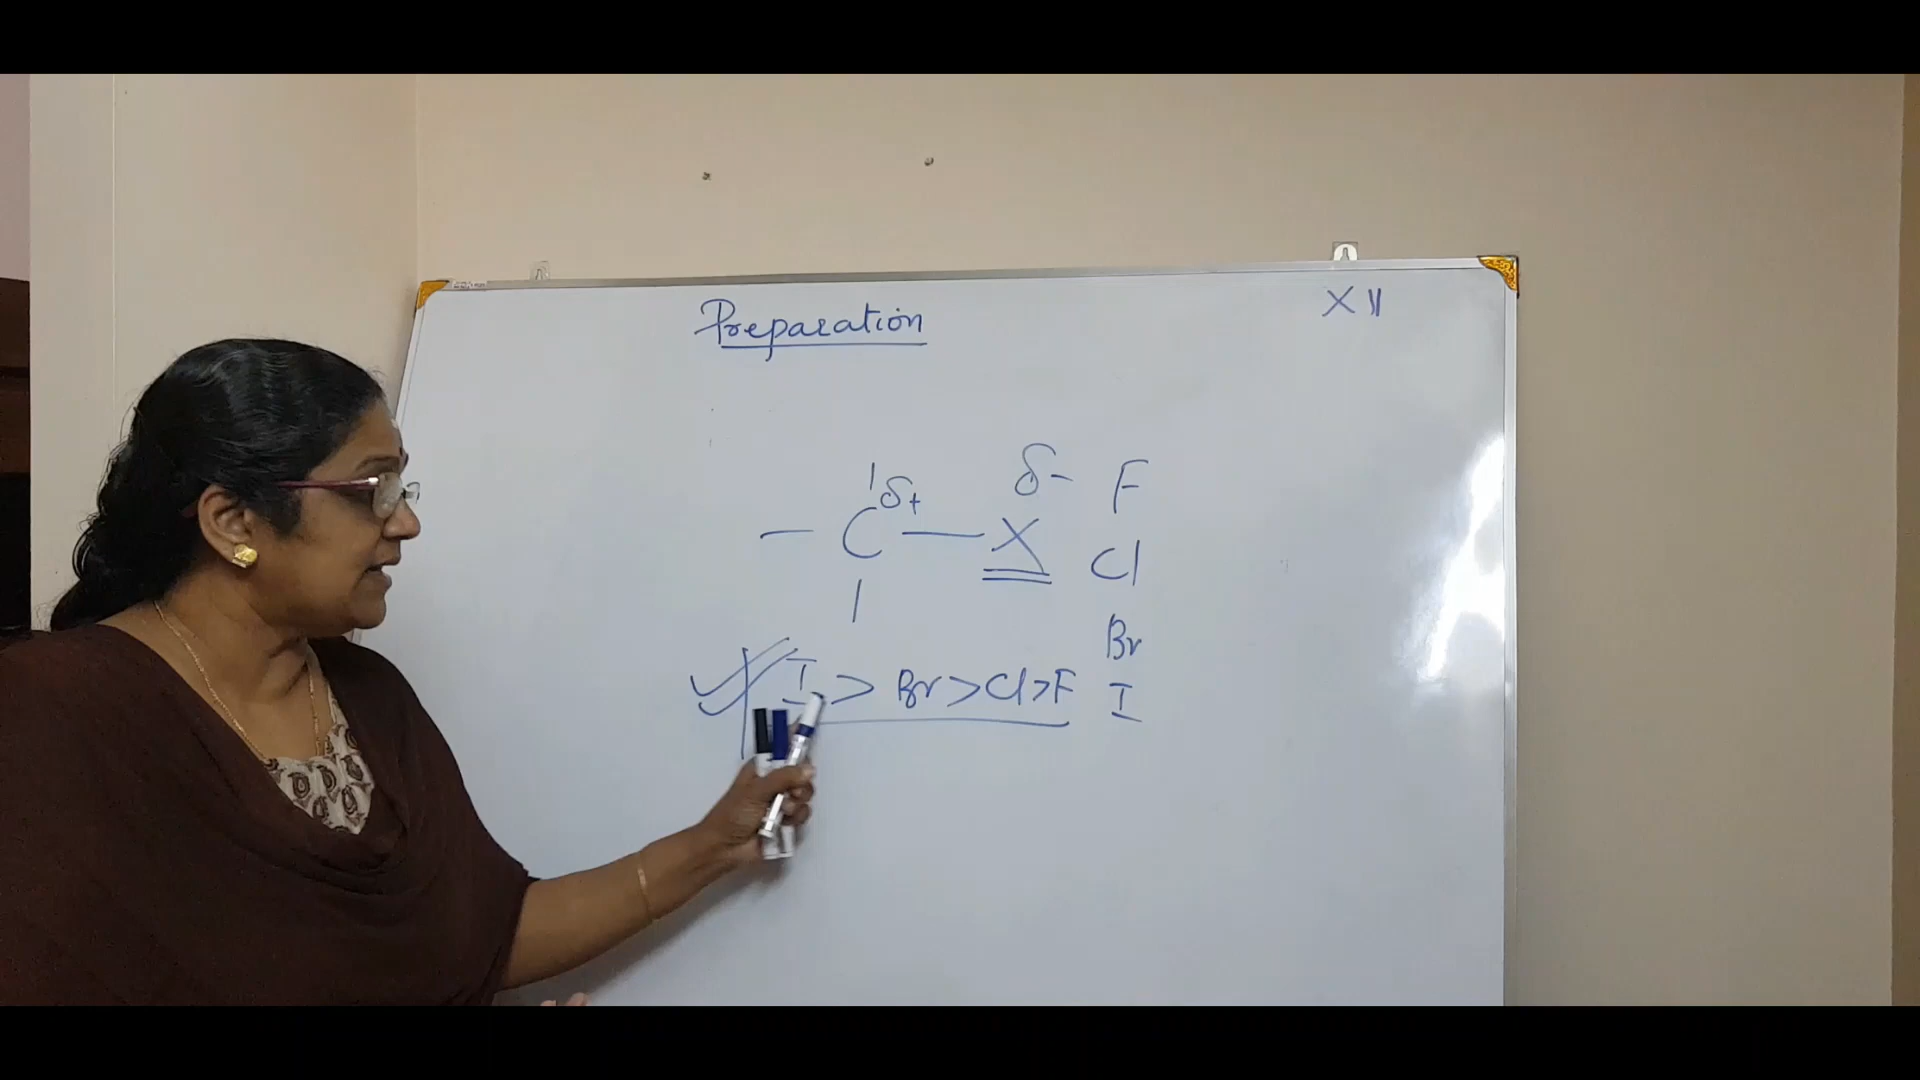 Preparation
XII
δ+ δ- F
— C — X
Cl
Br
I > Br > Cl > F
I